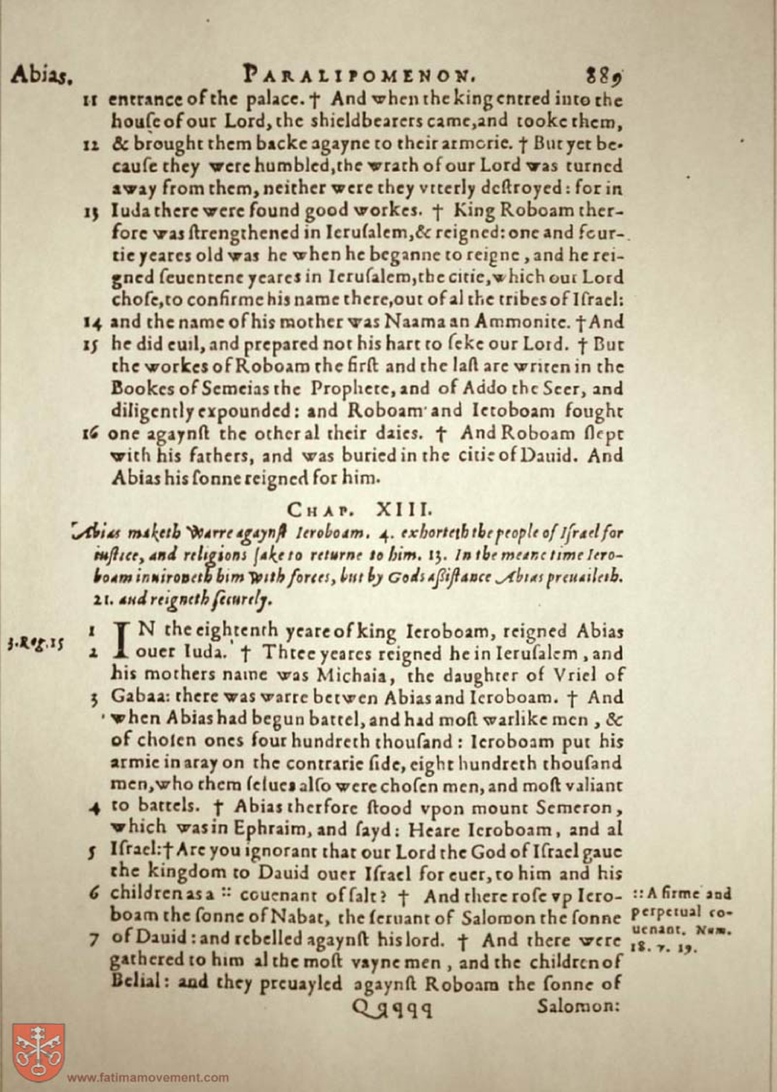 Abias. PARALIPOMENON. 889
11 entrance of the palace. † And when the king entred into the
houſe of our Lord, the shieldbearers came, and tooke them,
12 & brought them backe agayne to their armorie. † But yet be-
cauſe they were humbled, the wrath of our Lord was turned
away from them, neither were they vtterly deſtroyed: for in
13 Iuda there were found good workes. † King Roboam ther-
fore was ſtrengthened in Ieruſalem, & reigned: one and four-
tie yeares old was he when he beganne to reigne, and he rei-
gned ſeuentene yeares in Ieruſalem, the citie, which our Lord
choſe, to confirme his name there, out of al the tribes of Iſrael:
14 and the name of his mother was Naama an Ammonite. † And
15 he did euil, and prepared not his hart to ſeke our Lord. † But
the workes of Roboam the firſt and the laſt are writen in the
Bookes of Semeias the Prophete, and of Addo the Seer, and
diligently expounded: and Roboam and Ieroboam fought
16 one agaynſt the other al their daies. † And Roboam ſlept
with his fathers, and was buried in the citie of Dauid. And
Abias his ſonne reigned for him.
CHAP. XIII.
Abias maketh warre agaynſt Ieroboam. 4. exhorteth the people of Iſrael for
iuſtice, and religions ſake to returne to him. 13. In the meane time Iero-
boam inuironeth him with forces, but by Gods aſsiſtance Abias preuaileth.
21. and reigneth ſecurely.
3. Reg. 15
1 IN the eightenth yeare of king Ieroboam, reigned Abias
2 ouer Iuda. † Three yeares reigned he in Ieruſalem, and
his mothers name was Michaia, the daughter of Vriel of
3 Gabaa: there was warre betwen Abias and Ieroboam. † And
when Abias had begun battel, and had moſt warlike men, &
of choſen ones four hundreth thouſand: Ieroboam put his
armie in aray on the contrarie ſide, eight hundreth thouſand
men, who them ſelues alſo were choſen men, and moſt valiant
4 to battels. † Abias therfore ſtood vpon mount Semeron,
which was in Ephraim, and ſayd: Heare Ieroboam, and al
5 Iſrael: † Are you ignorant that our Lord the God of Iſrael gaue
the kingdom to Dauid ouer Iſrael for euer, to him and his
6 children as a :: couenant of ſalt? † And there roſe vp Iero-
boam the ſonne of Nabat, the ſeruant of Salomon the ſonne
7 of Dauid: and rebelled agaynſt his lord. † And there were
gathered to him al the moſt vayne men, and the children of
Belial: and they preuayled agaynſt Roboam the ſonne of
:: A firme and
perpetual co-
uenant. Num.
18. v. 19.
Qqqqq Salomon:
www.fatimamovement.com